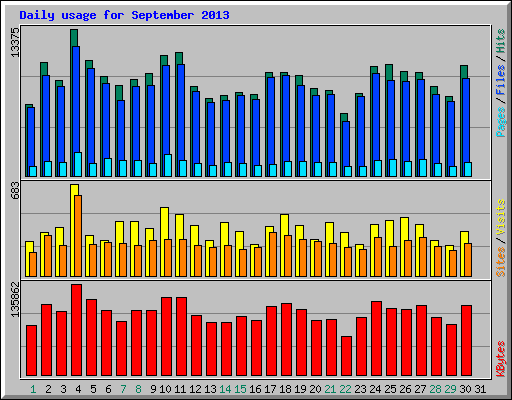 Daily usage for September 2013
13375
Pages / Files / Hits
683
Sites / Visits
135862
KBytes
1 2 3 4 5 6 7 8 9 10 11 12 13 14 15 16 17 18 19 20 21 22 23 24 25 26 27 28 29 30 31